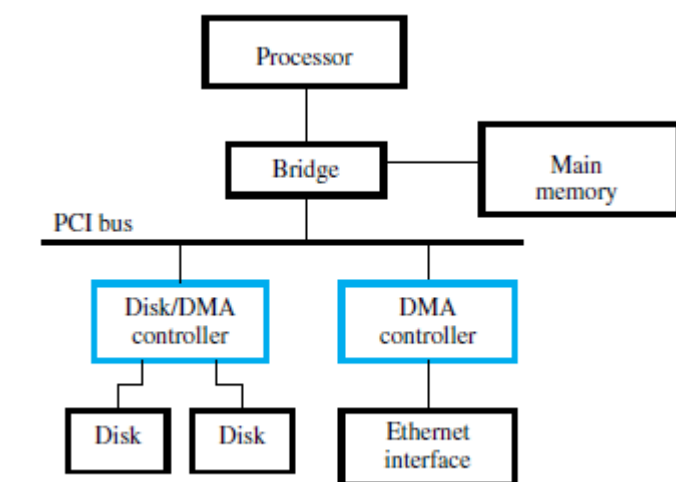 Processor
Bridge
Main
memory
PCI bus
Disk/DMA
controller
DMA
controller
Disk
Disk
Ethernet
interface